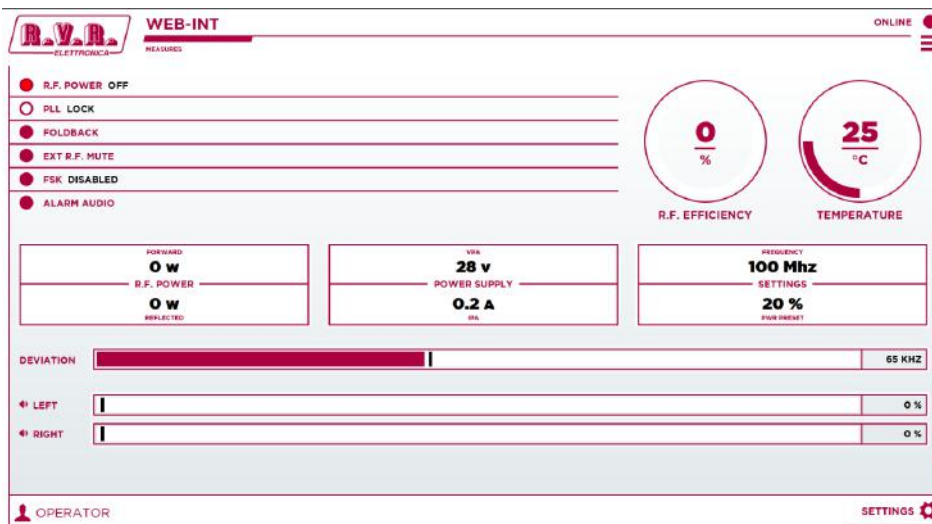 R.V.R.
ELETTRONICA
WEB-INT
MEASURES
ONLINE
R.F. POWER OFF
PLL LOCK
FOLDBACK
EXT R.F. MUTE
FSK DISABLED
ALARM AUDIO
0
%
R.F. EFFICIENCY
25
°C
TEMPERATURE
FORWARD
0 w
R.F. POWER
0 w
REFLECTED
VPA
28 v
POWER SUPPLY
0.2 A
IPA
FREQUENCY
100 Mhz
SETTINGS
20 %
PWR PRESET
DEVIATION 65 KHZ
LEFT 0 %
RIGHT 0 %
OPERATOR SETTINGS